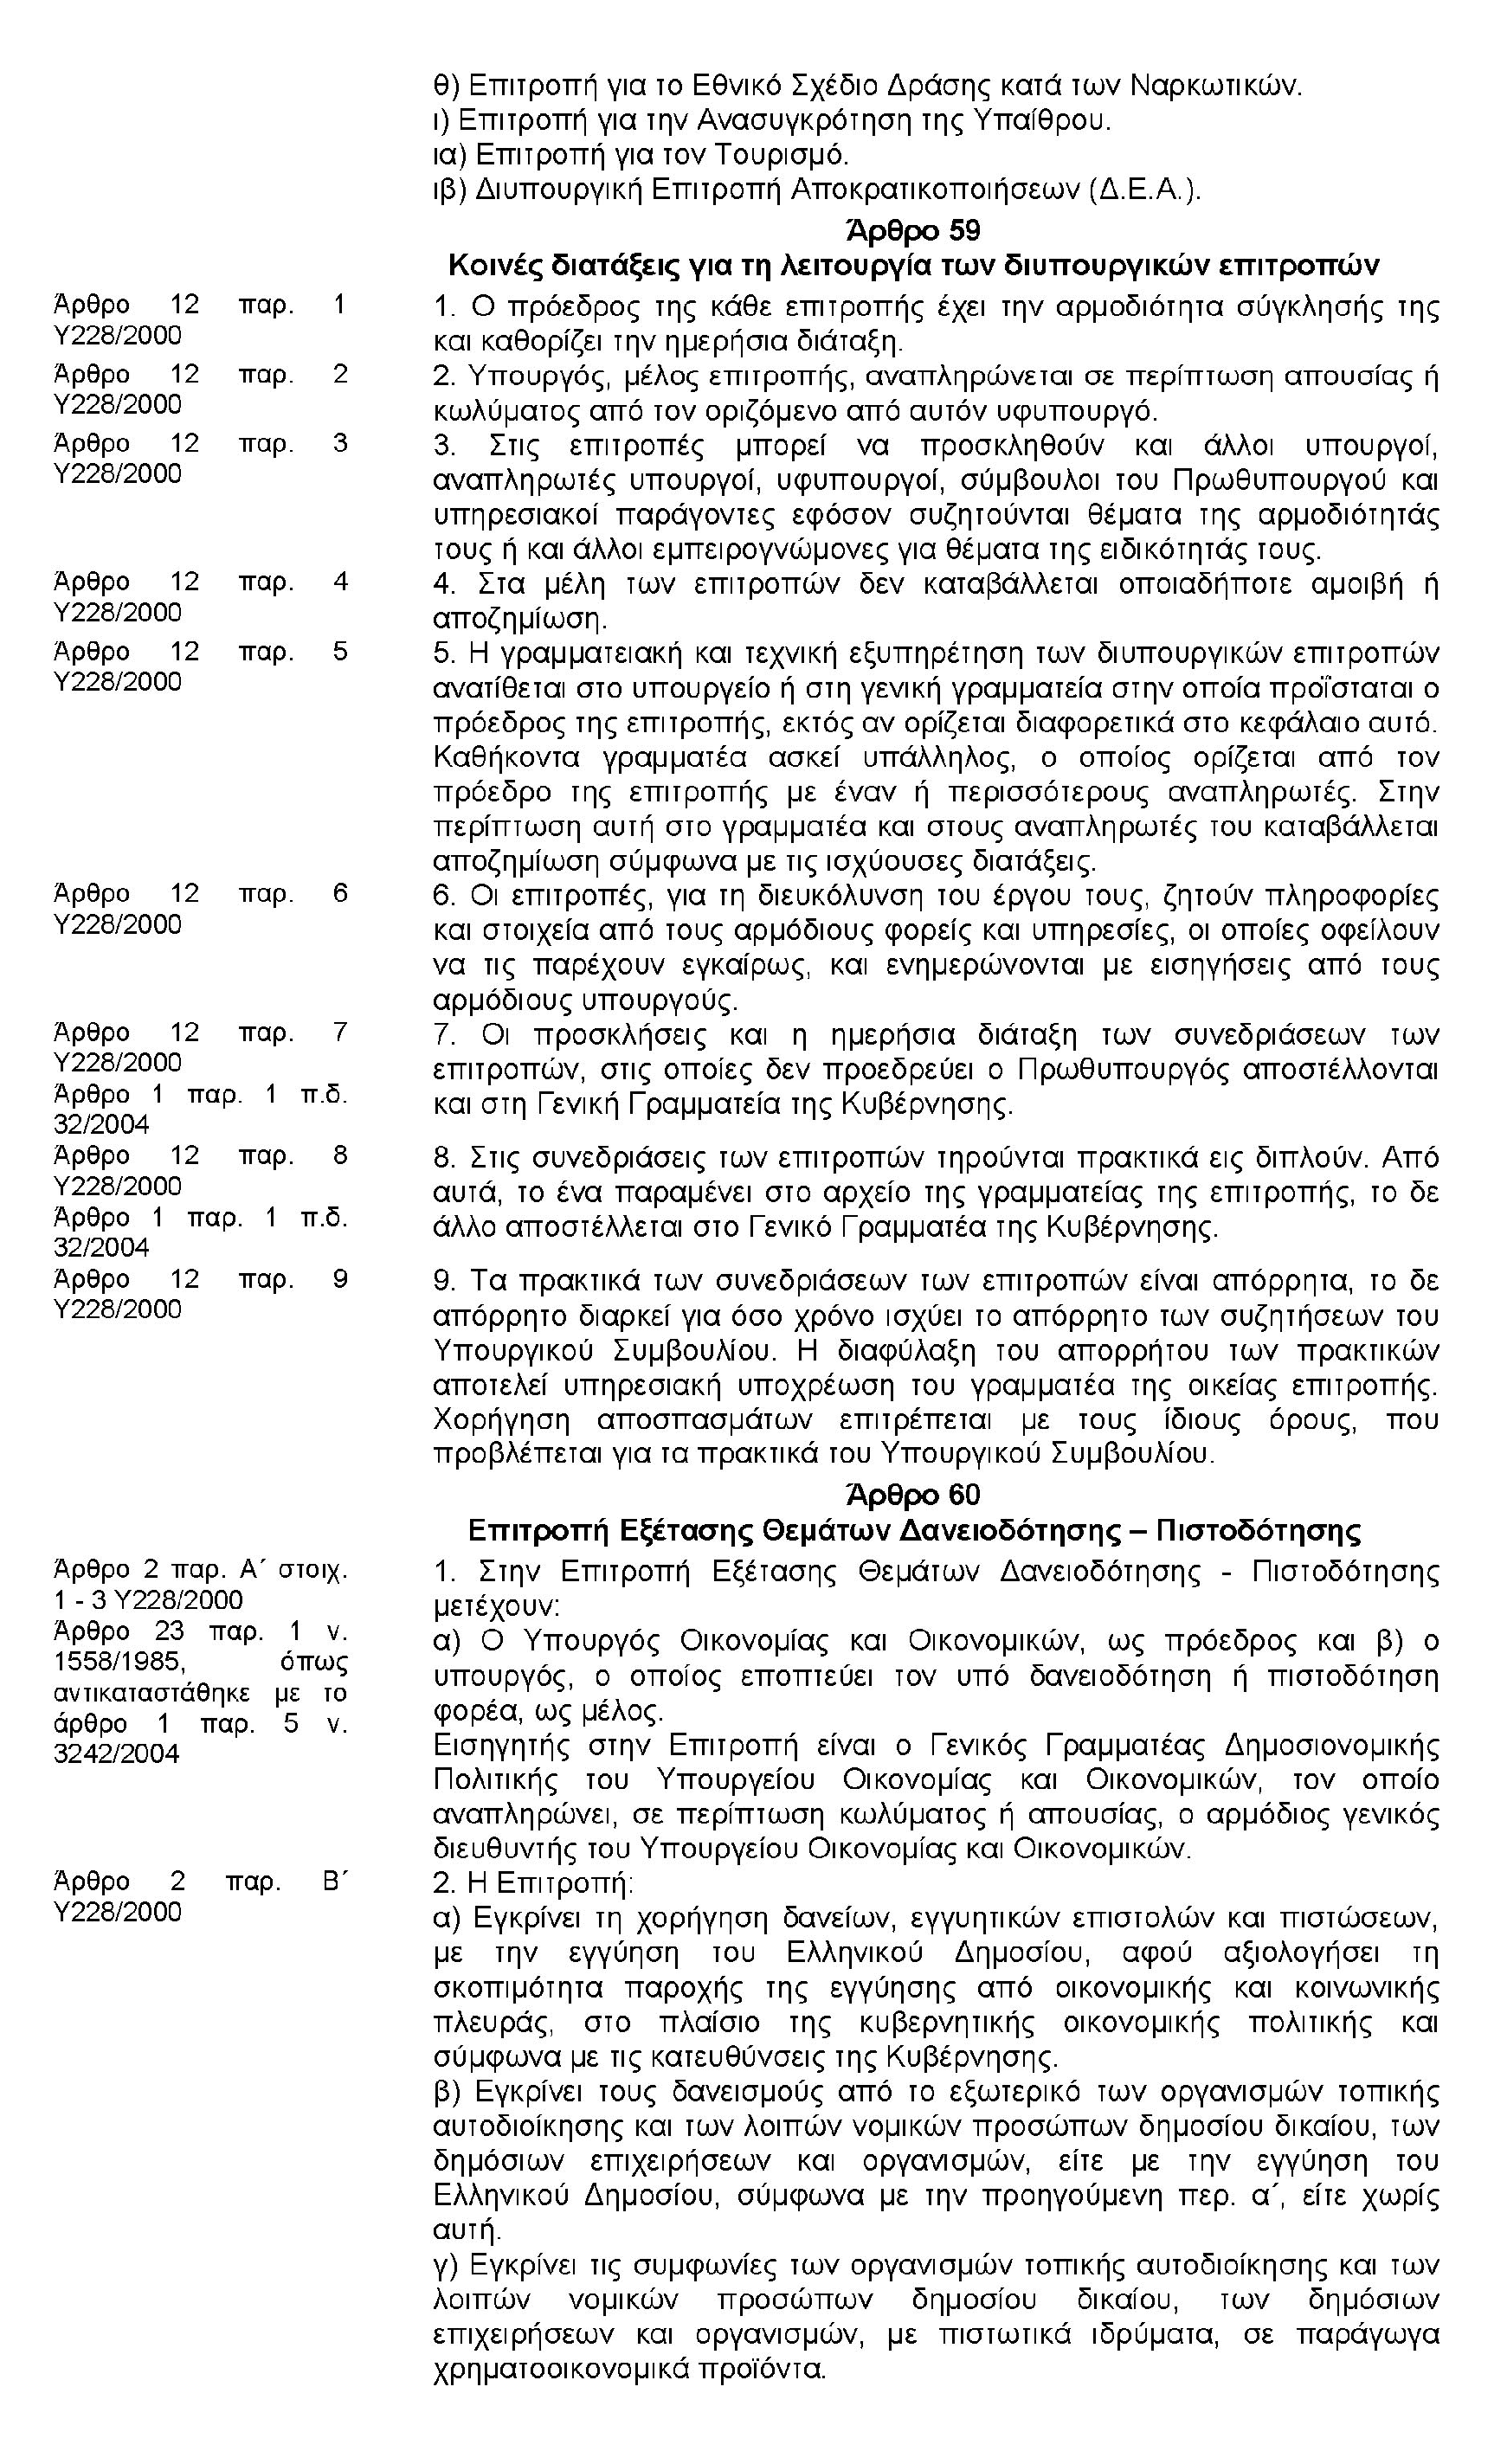 θ) Επιτροπή για το Εθνικό Σχέδιο Δράσης κατά των Ναρκωτικών.
ι) Επιτροπή για την Ανασυγκρότηση της Υπαίθρου.
ια) Επιτροπή για τον Τουρισμό.
ιβ) Διυπουργική Επιτροπή Αποκρατικοποιήσεων (Δ.Ε.Α.).
Άρθρο 59
Κοινές διατάξεις για τη λειτουργία των διυπουργικών επιτροπών
Άρθρο 12 παρ. 1
Υ228/2000
1. Ο πρόεδρος της κάθε επιτροπής έχει την αρμοδιότητα σύγκλησής της
και καθορίζει την ημερήσια διάταξη.
Άρθρο 12 παρ. 2
Υ228/2000
2. Υπουργός, μέλος επιτροπής, αναπληρώνεται σε περίπτωση απουσίας ή
κωλύματος από τον οριζόμενο από αυτόν υφυπουργό.
Άρθρο 12 παρ. 3
Υ228/2000
3. Στις επιτροπές μπορεί να προσκληθούν και άλλοι υπουργοί,
αναπληρωτές υπουργοί, υφυπουργοί, σύμβουλοι του Πρωθυπουργού και
υπηρεσιακοί παράγοντες εφόσον συζητούνται θέματα της αρμοδιότητάς
τους ή και άλλοι εμπειρογνώμονες για θέματα της ειδικότητάς τους.
Άρθρο 12 παρ. 4
Υ228/2000
4. Στα μέλη των επιτροπών δεν καταβάλλεται οποιαδήποτε αμοιβή ή
αποζημίωση.
Άρθρο 12 παρ. 5
Υ228/2000
5. Η γραμματειακή και τεχνική εξυπηρέτηση των διυπουργικών επιτροπών
ανατίθεται στο υπουργείο ή στη γενική γραμματεία στην οποία προΐσταται ο
πρόεδρος της επιτροπής, εκτός αν ορίζεται διαφορετικά στο κεφάλαιο αυτό.
Καθήκοντα γραμματέα ασκεί υπάλληλος, ο οποίος ορίζεται από τον
πρόεδρο της επιτροπής με έναν ή περισσότερους αναπληρωτές. Στην
περίπτωση αυτή στο γραμματέα και στους αναπληρωτές του καταβάλλεται
αποζημίωση σύμφωνα με τις ισχύουσες διατάξεις.
Άρθρο 12 παρ. 6
Υ228/2000
6. Οι επιτροπές, για τη διευκόλυνση του έργου τους, ζητούν πληροφορίες
και στοιχεία από τους αρμόδιους φορείς και υπηρεσίες, οι οποίες οφείλουν
να τις παρέχουν εγκαίρως, και ενημερώνονται με εισηγήσεις από τους
αρμόδιους υπουργούς.
Άρθρο 12 παρ. 7
Υ228/2000
Άρθρο 1 παρ. 1 π.δ.
32/2004
7. Οι προσκλήσεις και η ημερήσια διάταξη των συνεδριάσεων των
επιτροπών, στις οποίες δεν προεδρεύει ο Πρωθυπουργός αποστέλλονται
και στη Γενική Γραμματεία της Κυβέρνησης.
Άρθρο 12 παρ. 8
Υ228/2000
Άρθρο 1 παρ. 1 π.δ.
32/2004
8. Στις συνεδριάσεις των επιτροπών τηρούνται πρακτικά εις διπλούν. Από
αυτά, το ένα παραμένει στο αρχείο της γραμματείας της επιτροπής, το δε
άλλο αποστέλλεται στο Γενικό Γραμματέα της Κυβέρνησης.
Άρθρο 12 παρ. 9
Υ228/2000
9. Τα πρακτικά των συνεδριάσεων των επιτροπών είναι απόρρητα, το δε
απόρρητο διαρκεί για όσο χρόνο ισχύει το απόρρητο των συζητήσεων του
Υπουργικού Συμβουλίου. Η διαφύλαξη του απορρήτου των πρακτικών
αποτελεί υπηρεσιακή υποχρέωση του γραμματέα της οικείας επιτροπής.
Χορήγηση αποσπασμάτων επιτρέπεται με τους ίδιους όρους, που
προβλέπεται για τα πρακτικά του Υπουργικού Συμβουλίου.
Άρθρο 60
Επιτροπή Εξέτασης Θεμάτων Δανειοδότησης – Πιστοδότησης
Άρθρο 2 παρ. Α΄ στοιχ.
1 - 3 Υ228/2000
Άρθρο 23 παρ. 1 ν.
1558/1985, όπως
αντικαταστάθηκε με το
άρθρο 1 παρ. 5 ν.
3242/2004
1. Στην Επιτροπή Εξέτασης Θεμάτων Δανειοδότησης - Πιστοδότησης
μετέχουν:
α) Ο Υπουργός Οικονομίας και Οικονομικών, ως πρόεδρος και β) ο
υπουργός, ο οποίος εποπτεύει τον υπό δανειοδότηση ή πιστοδότηση
φορέα, ως μέλος.
Εισηγητής στην Επιτροπή είναι ο Γενικός Γραμματέας Δημοσιονομικής
Πολιτικής του Υπουργείου Οικονομίας και Οικονομικών, τον οποίο
αναπληρώνει, σε περίπτωση κωλύματος ή απουσίας, ο αρμόδιος γενικός
διευθυντής του Υπουργείου Οικονομίας και Οικονομικών.
Άρθρο 2 παρ. Β΄
Υ228/2000
2. Η Επιτροπή:
α) Εγκρίνει τη χορήγηση δανείων, εγγυητικών επιστολών και πιστώσεων,
με την εγγύηση του Ελληνικού Δημοσίου, αφού αξιολογήσει τη
σκοπιμότητα παροχής της εγγύησης από οικονομικής και κοινωνικής
πλευράς, στο πλαίσιο της κυβερνητικής οικονομικής πολιτικής και
σύμφωνα με τις κατευθύνσεις της Κυβέρνησης.
β) Εγκρίνει τους δανεισμούς από το εξωτερικό των οργανισμών τοπικής
αυτοδιοίκησης και των λοιπών νομικών προσώπων δημοσίου δικαίου, των
δημόσιων επιχειρήσεων και οργανισμών, είτε με την εγγύηση του
Ελληνικού Δημοσίου, σύμφωνα με την προηγούμενη περ. α΄, είτε χωρίς
αυτή.
γ) Εγκρίνει τις συμφωνίες των οργανισμών τοπικής αυτοδιοίκησης και των
λοιπών νομικών προσώπων δημοσίου δικαίου, των δημόσιων
επιχειρήσεων και οργανισμών, με πιστωτικά ιδρύματα, σε παράγωγα
χρηματοοικονομικά προϊόντα.